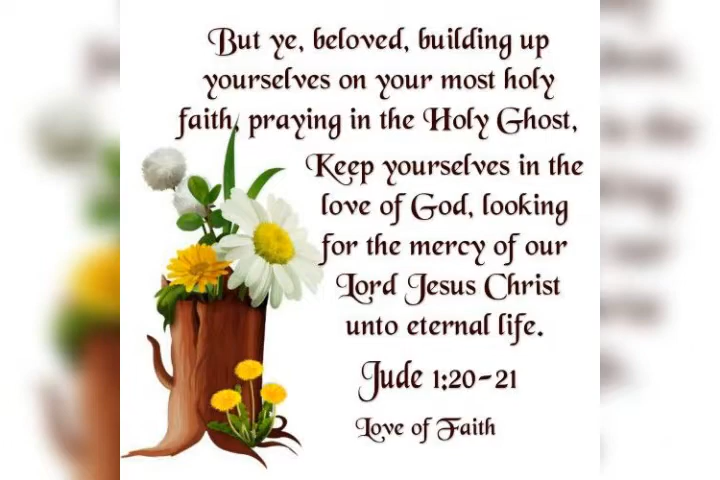 But ye, beloved, building up
yourselves on your most holy
faith, praying in the Holy Ghost,
Keep yourselves in the
love of God, looking
for the mercy of our
Lord Jesus Christ
unto eternal life.
Jude 1:20-21
Love of Faith